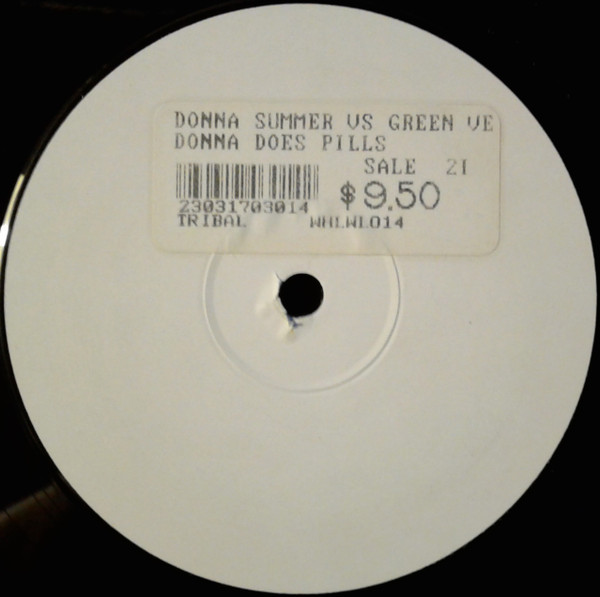 DONNA SUMMER VS GREEN VE
DONNA DOES PILLS
SALE 21
$9.50
23031703014
TRIBAL WHLWL014